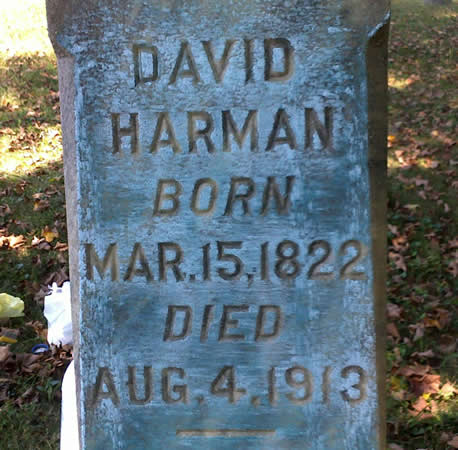 DAVID
HARMAN
BORN
MAR. 15, 1822
DIED
AUG. 4, 1913